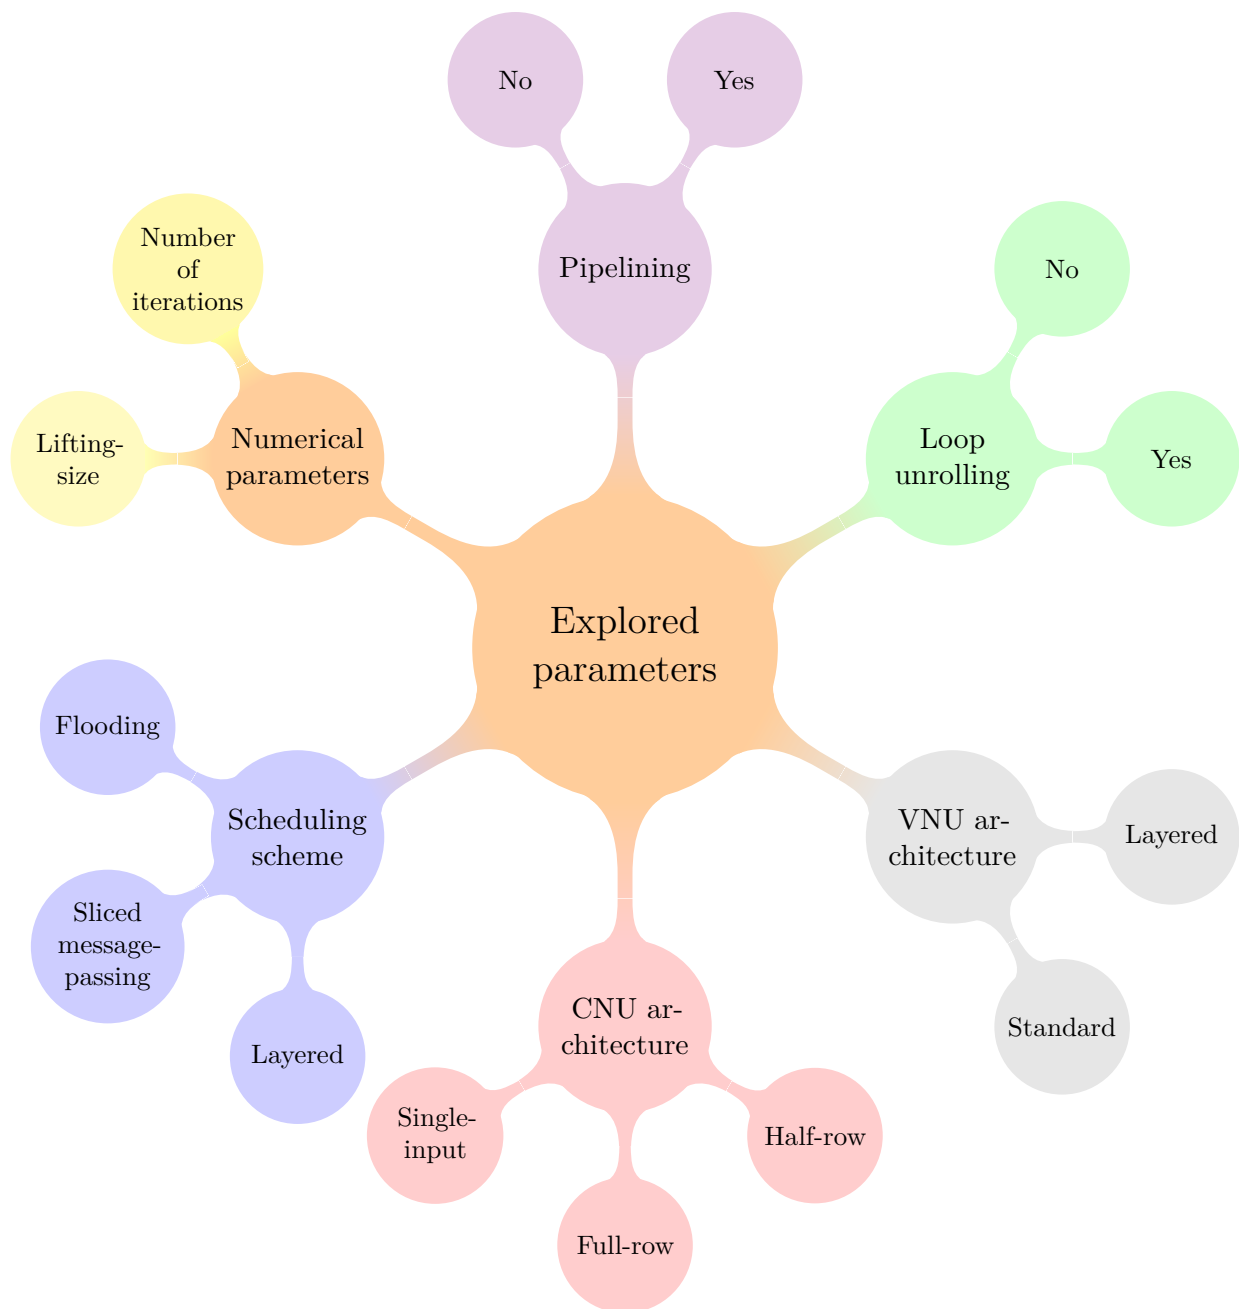 No
Yes
Pipelining
Number
of
iterations
No
Lifting-
size
Numerical
parameters
Loop
unrolling
Yes
Explored
parameters
Flooding
Scheduling
scheme
VNU ar-
chitecture
Layered
Sliced
message-
passing
Layered
CNU ar-
chitecture
Standard
Single-
input
Half-row
Full-row